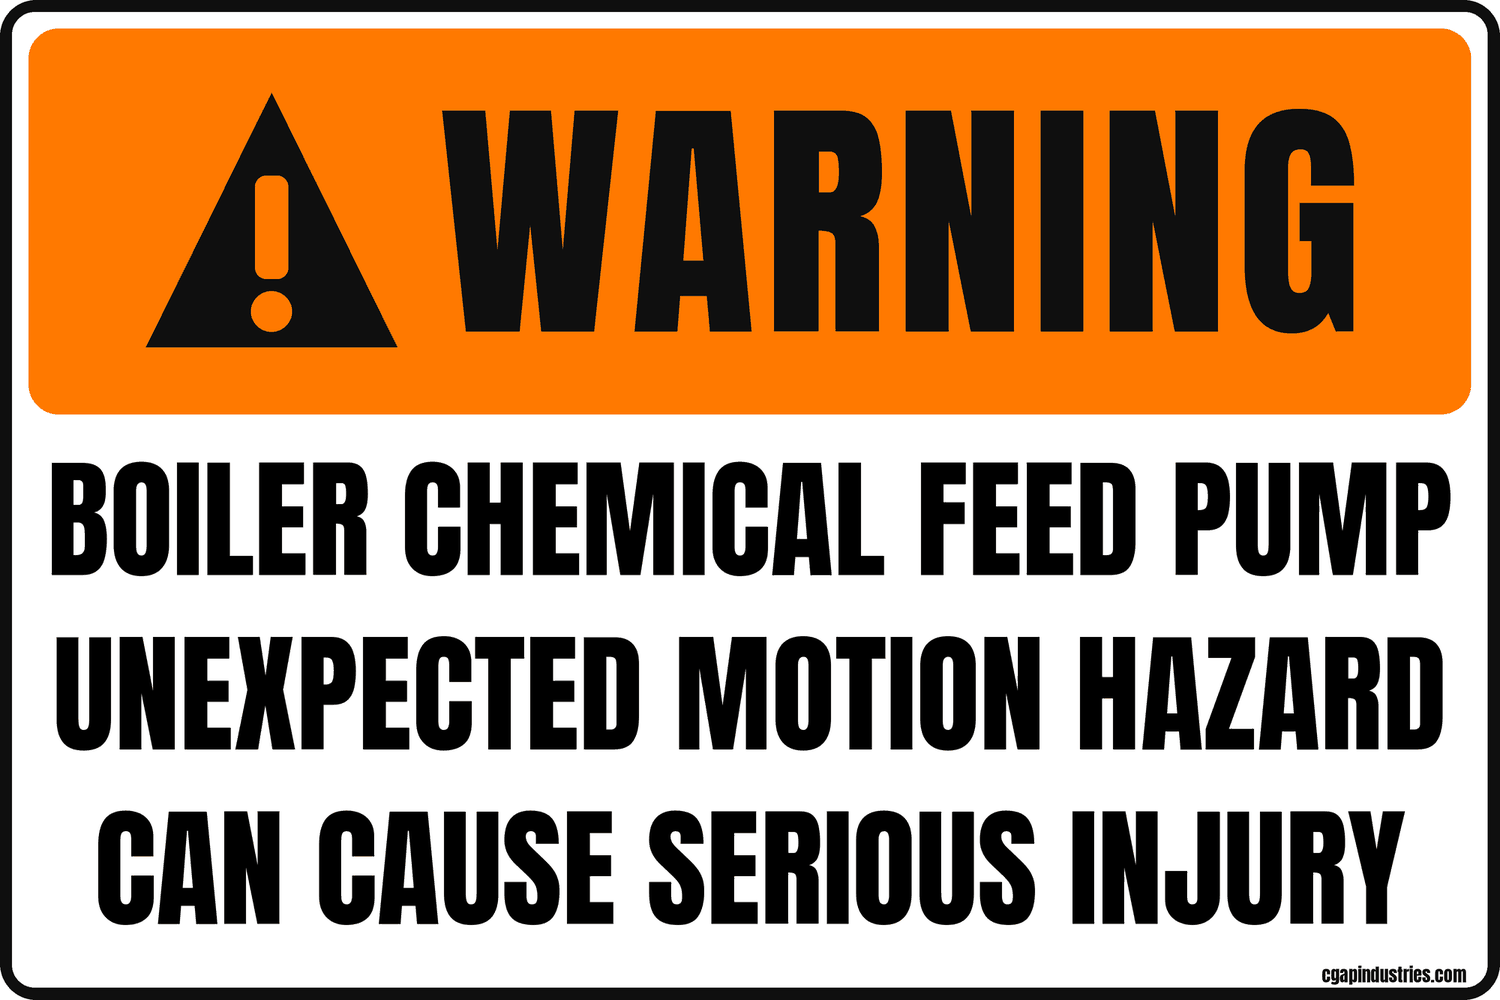 WARNING
BOILER CHEMICAL FEED PUMP
UNEXPECTED MOTION HAZARD
CAN CAUSE SERIOUS INJURY
cgapindustries.com